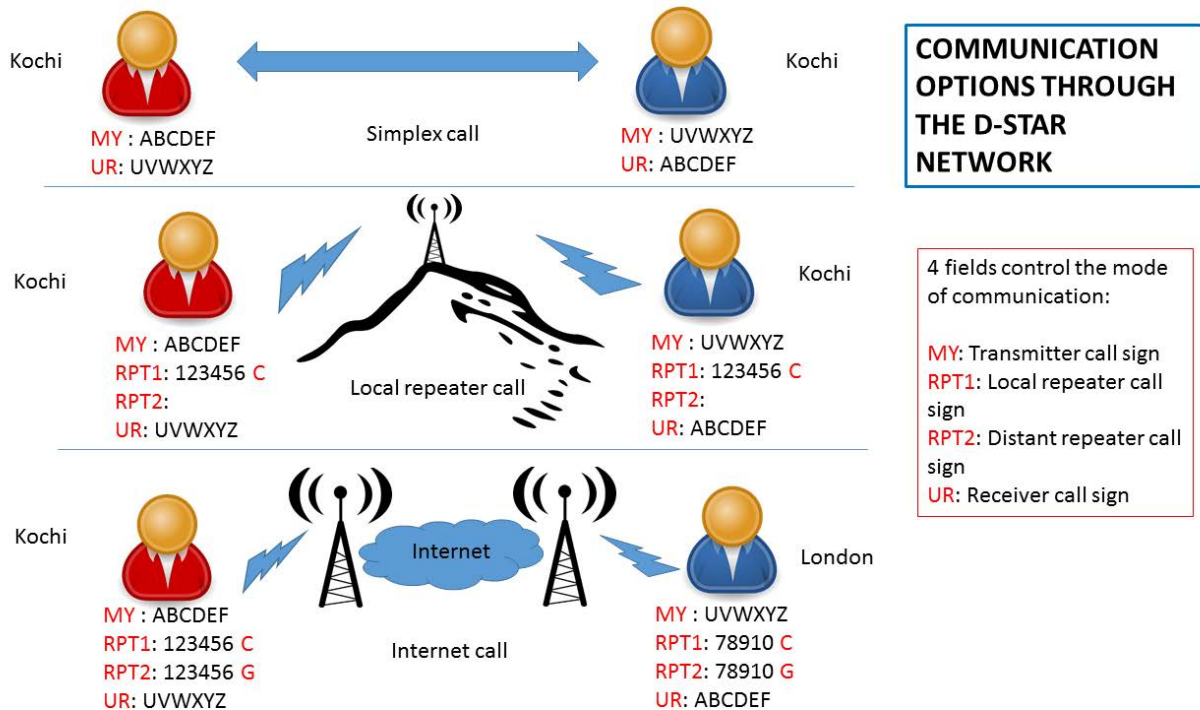 COMMUNICATION
OPTIONS THROUGH
THE D-STAR
NETWORK
Kochi
Kochi
Simplex call
MY : ABCDEF
UR: UVWXYZ
MY : UVWXYZ
UR: ABCDEF
Kochi
Kochi
Local repeater call
MY : ABCDEF
RPT1: 123456 C
RPT2:
UR: UVWXYZ
MY : UVWXYZ
RPT1: 123456 C
RPT2:
UR: ABCDEF
4 fields control the mode
of communication:
MY: Transmitter call sign
RPT1: Local repeater call
sign
RPT2: Distant repeater call
sign
UR: Receiver call sign
Kochi
Internet
London
Internet call
MY : ABCDEF
RPT1: 123456 C
RPT2: 123456 G
UR: UVWXYZ
MY : UVWXYZ
RPT1: 78910 C
RPT2: 78910 G
UR: ABCDEF